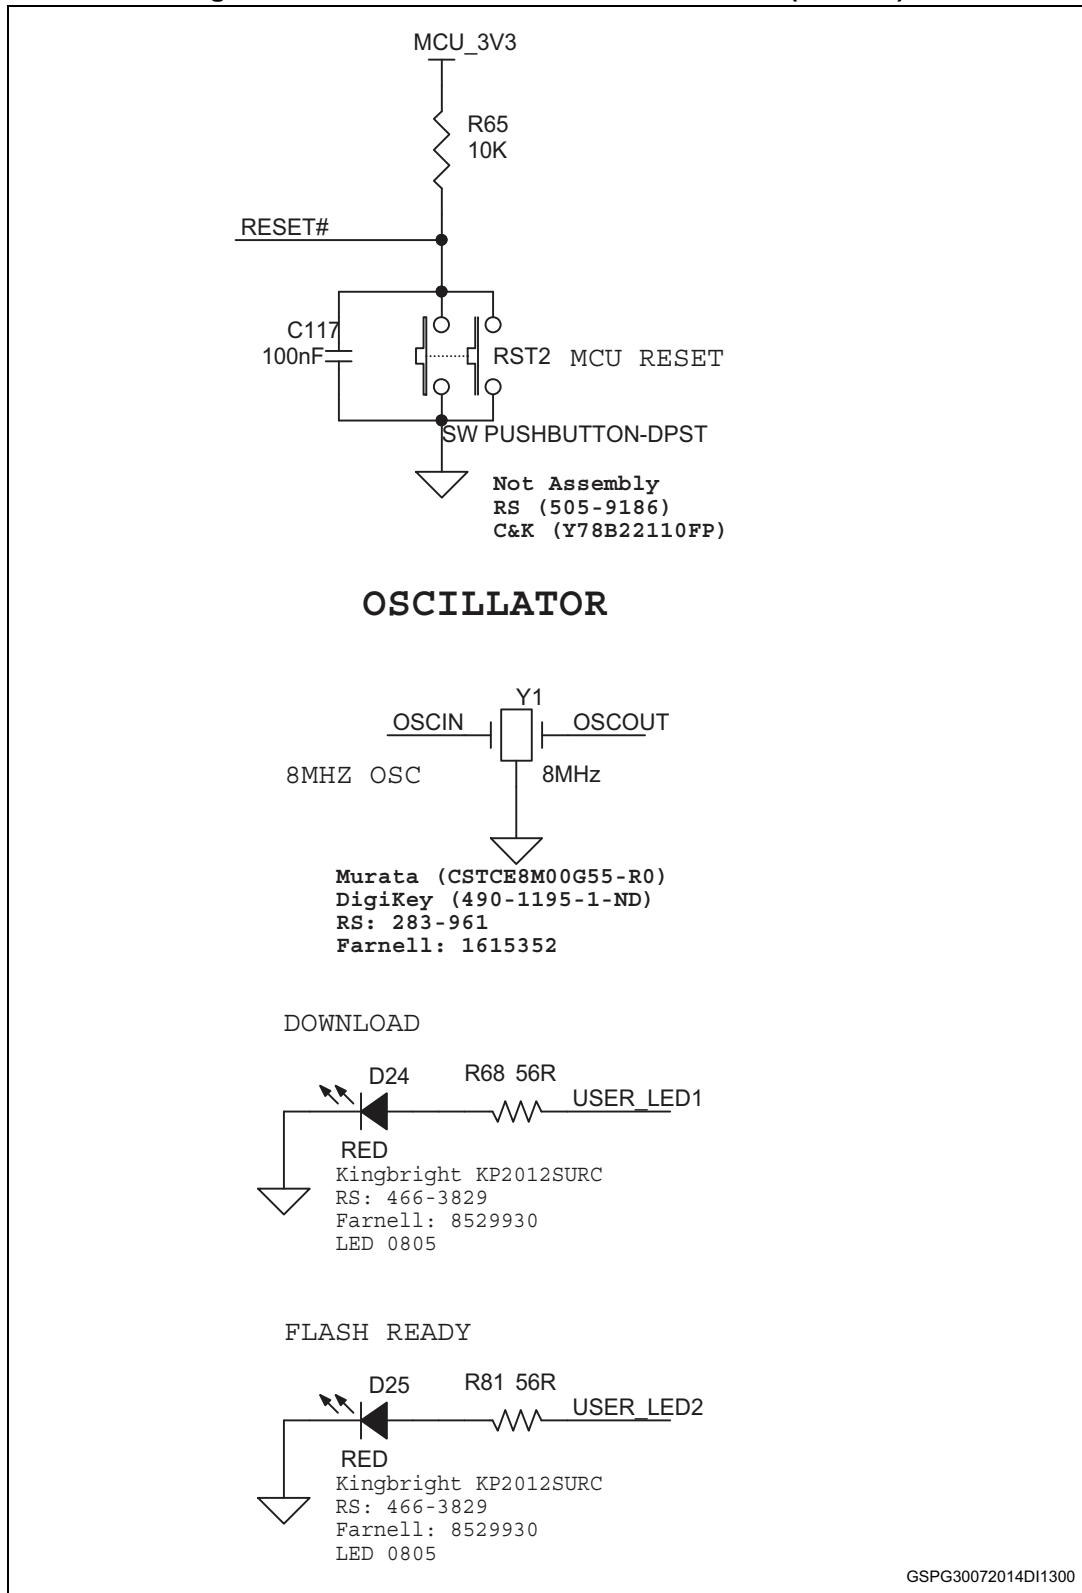 MCU_3V3
R65
10K
RESET#
C117
100nF
RST2 MCU RESET
SW PUSHBUTTON-DPST
Not Assembly
RS (505-9186)
C&K (Y78B22110FP)
OSCILLATOR
Y1
OSCIN OSCOUT
8MHZ OSC 8MHz
Murata (CSTCE8M00G55-R0)
DigiKey (490-1195-1-ND)
RS: 283-961
Farnell: 1615352
DOWNLOAD
D24 R68 56R
USER_LED1
RED
Kingbright KP2012SURC
RS: 466-3829
Farnell: 8529930
LED 0805
FLASH READY
D25 R81 56R
USER_LED2
RED
Kingbright KP2012SURC
RS: 466-3829
Farnell: 8529930
LED 0805
GSPG30072014DI1300